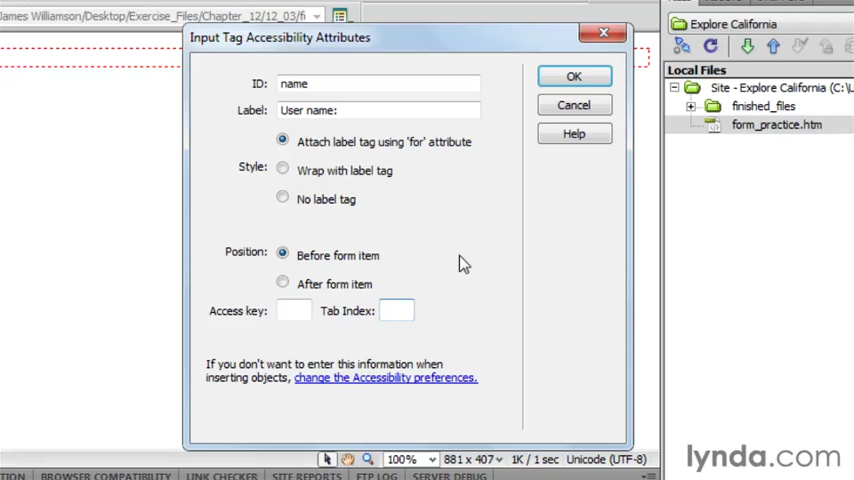 James Williamson/Desktop/Exercise_Files/Chapter_12/12_03/fi
Input Tag Accessibility Attributes
Explore California
Local Files
Site - Explore California (C:\U
finished_files
form_practice.htm
ID: name
Label: User name:
Attach label tag using 'for' attribute
Style: Wrap with label tag
No label tag
Position: Before form item
After form item
Access key: Tab Index:
If you don't want to enter this information when
inserting objects, change the Accessibility preferences.
OK
Cancel
Help
100% 881 x 407 1K / 1 sec Unicode (UTF-8)
BROWSER COMPATIBILITY LINK CHECKER SITE REPORTS FTP LOG SERVER DEBUG
lynda.com